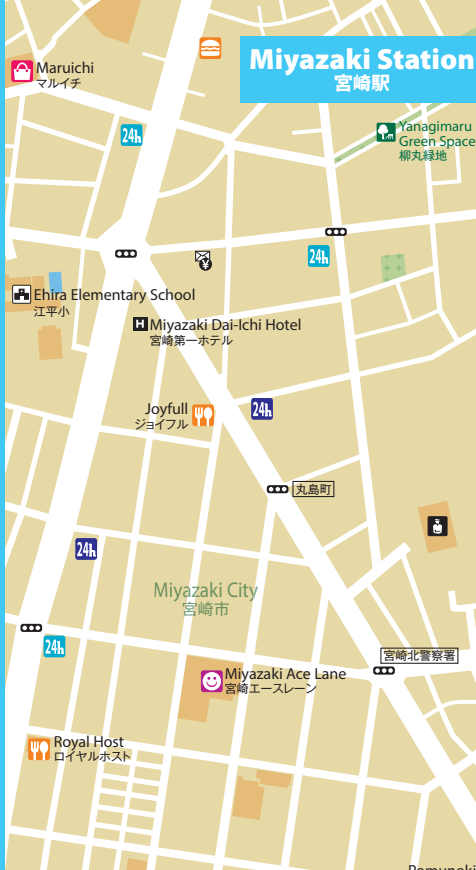 Miyazaki Station
宮崎駅
Maruichi
マルイチ
24h
Yanagimaru
Green Space
柳丸緑地
24h
¥
Ehira Elementary School
江平小
H
Miyazaki Dai-Ichi Hotel
宮崎第一ホテル
Joyfull
ジョイフル
24h
丸島町
24h
Miyazaki City
宮崎市
24h
宮崎北警察署
Miyazaki Ace Lane
宮崎エースレーン
Royal Host
ロイヤルホスト